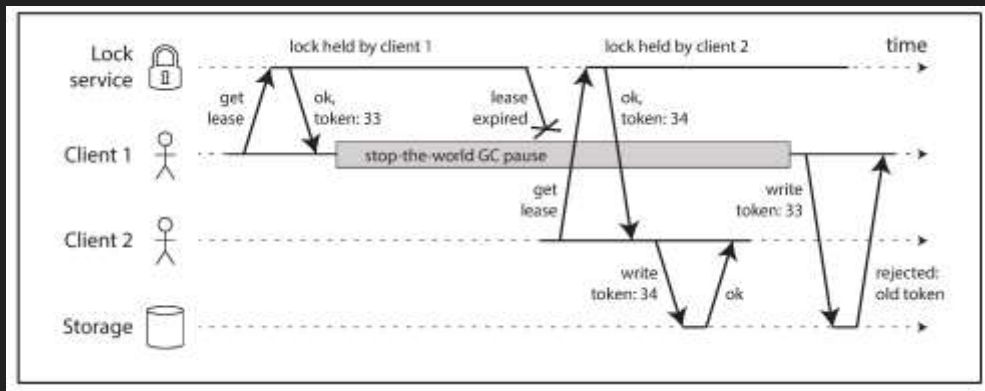 Lock
service
lock held by client 1
lock held by client 2
time
get
lease
ok,
token: 33
lease
expired
ok,
token: 34
Client 1
stop-the-world GC pause
get
lease
write
token: 33
Client 2
write
token: 34
ok
rejected:
old token
Storage